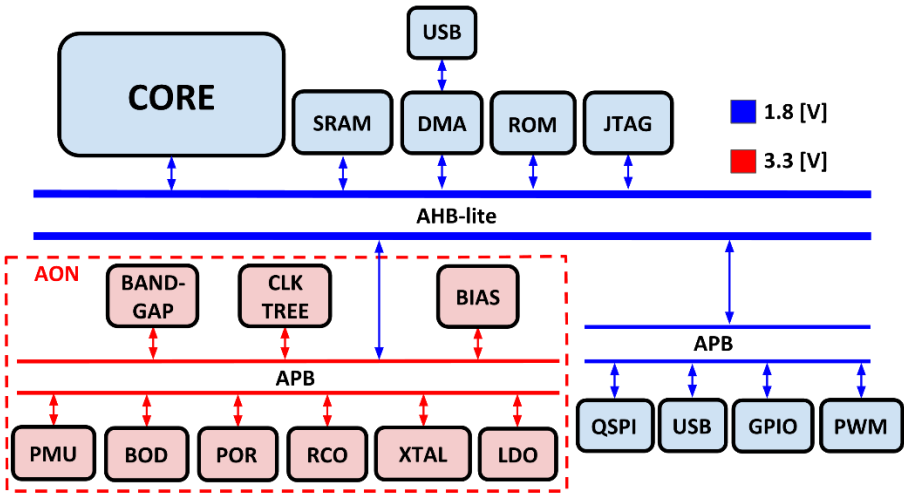 USB
CORE
SRAM
DMA
ROM
JTAG
1.8 [V]
3.3 [V]
AHB-lite
AON
BAND-
GAP
CLK
TREE
BIAS
APB
PMU
BOD
POR
RCO
XTAL
LDO
APB
QSPI
USB
GPIO
PWM